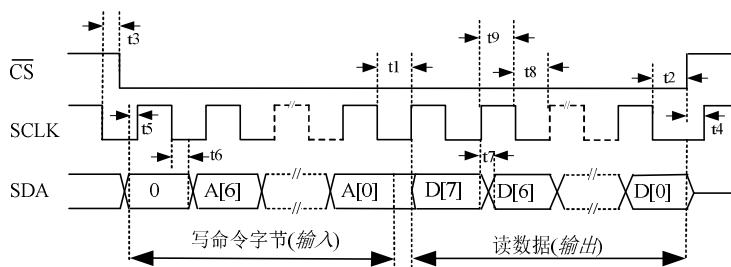 t3
t9
t1
t8
t2
CS
SCLK
t5
t4
t6
t7
SDA
0
A[6]
A[0]
D[7]
D[6]
D[0]
写命令字节(输入)
读数据(输出)